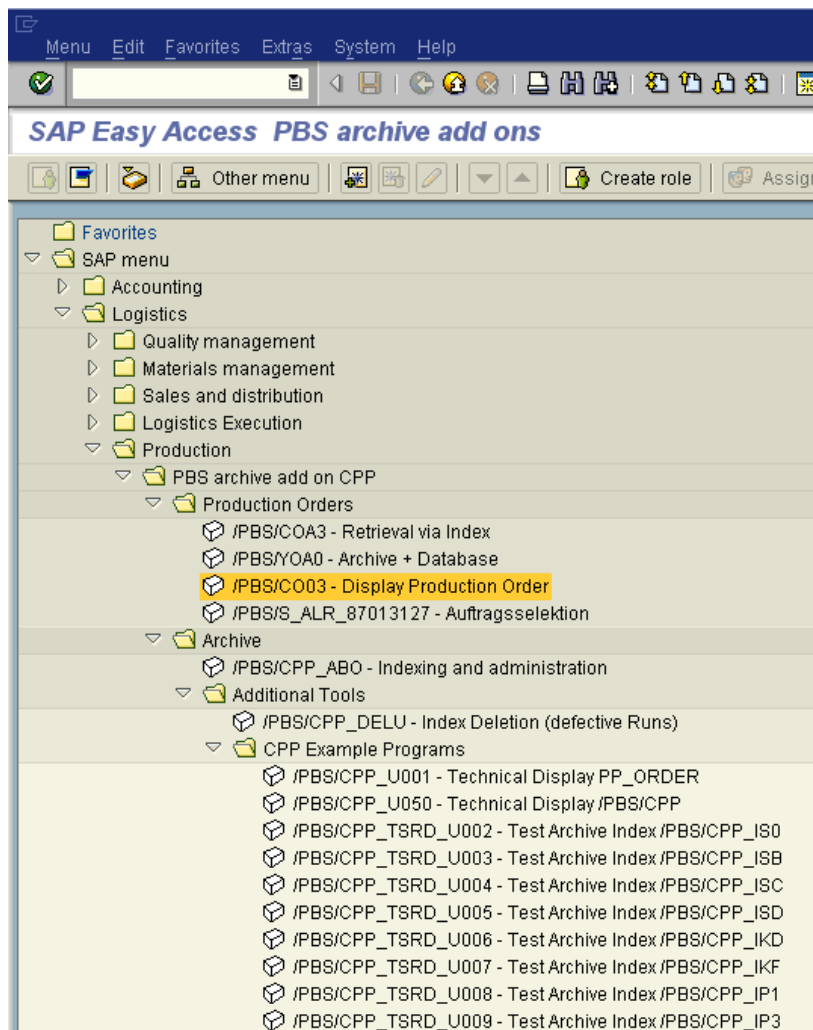 Menu Edit Favorites Extras System Help
SAP Easy Access PBS archive add ons
Other menu Create role Assign
Favorites
SAP menu
Accounting
Logistics
Quality management
Materials management
Sales and distribution
Logistics Execution
Production
PBS archive add on CPP
Production Orders
/PBS/COA3 - Retrieval via Index
/PBS/YOA0 - Archive + Database
/PBS/CO03 - Display Production Order
/PBS/S_ALR_87013127 - Auftragsselektion
Archive
/PBS/CPP_ABO - Indexing and administration
Additional Tools
/PBS/CPP_DELU - Index Deletion (defective Runs)
CPP Example Programs
/PBS/CPP_U001 - Technical Display PP_ORDER
/PBS/CPP_U050 - Technical Display /PBS/CPP
/PBS/CPP_TSRD_U002 - Test Archive Index /PBS/CPP_IS0
/PBS/CPP_TSRD_U003 - Test Archive Index /PBS/CPP_ISB
/PBS/CPP_TSRD_U004 - Test Archive Index /PBS/CPP_ISC
/PBS/CPP_TSRD_U005 - Test Archive Index /PBS/CPP_ISD
/PBS/CPP_TSRD_U006 - Test Archive Index /PBS/CPP_IKD
/PBS/CPP_TSRD_U007 - Test Archive Index /PBS/CPP_IKF
/PBS/CPP_TSRD_U008 - Test Archive Index /PBS/CPP_IP1
/PBS/CPP_TSRD_U009 - Test Archive Index /PBS/CPP_IP3